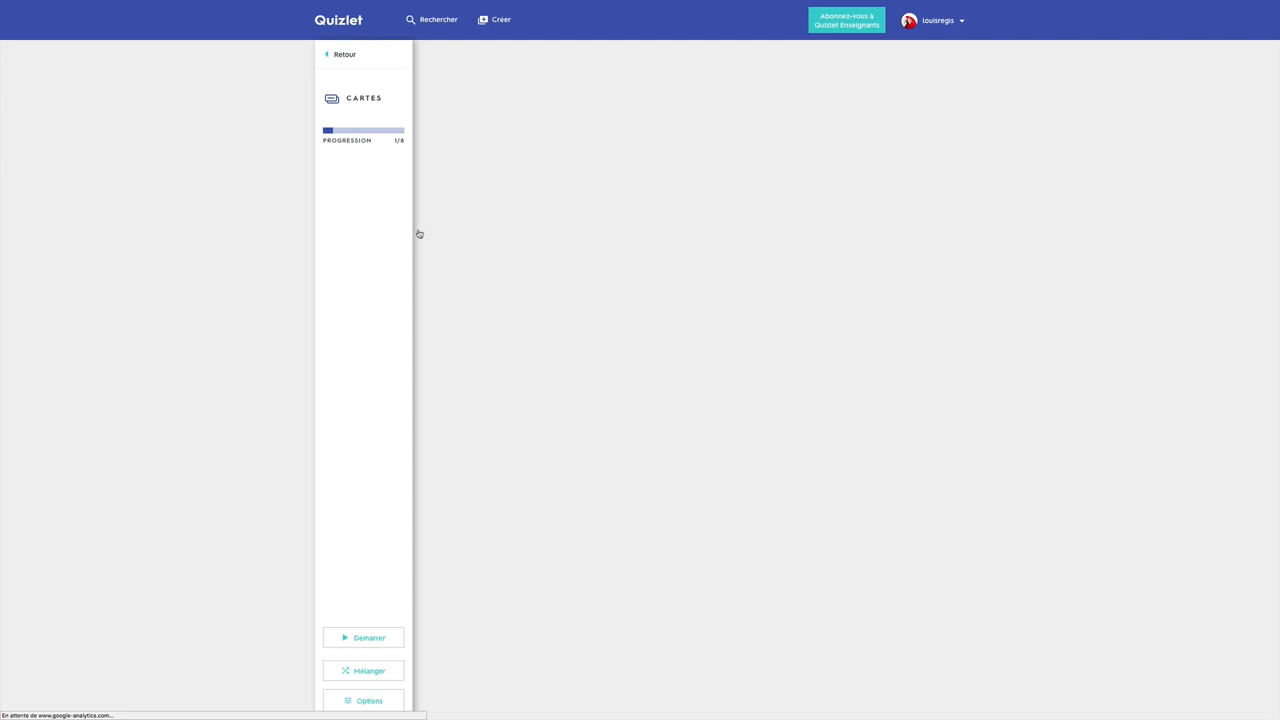 Quizlet
Rechercher
Créer
Abonnez-vous à
Quizlet Enseignants
louisregis
Retour
CARTES
PROGRESSION 1/8
Démarrer
Mélanger
Options
En attente de www.google-analytics.com...